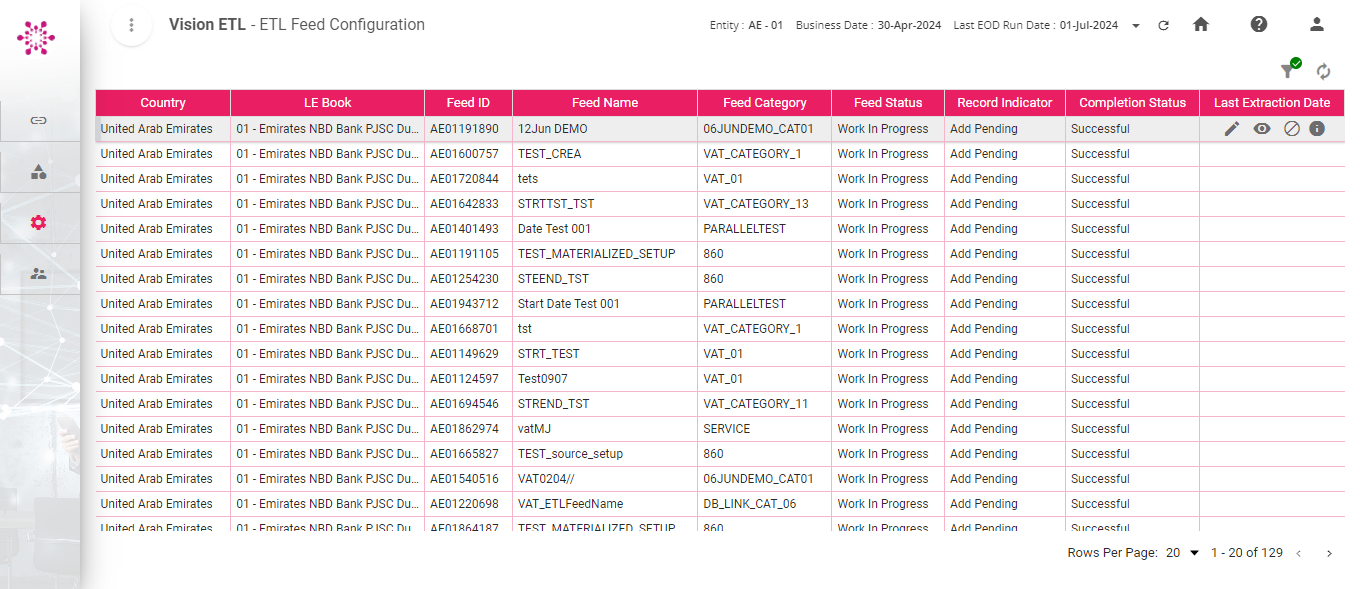 Vision ETL - ETL Feed Configuration
Entity : AE - 01 Business Date : 30-Apr-2024 Last EOD Run Date : 01-Jul-2024
Country LE Book Feed ID Feed Name Feed Category Feed Status Record Indicator Completion Status Last Extraction Date
United Arab Emirates 01 - Emirates NBD Bank PJSC Du... AE01191890 12Jun DEMO 06JUNDEMO_CAT01 Work In Progress Add Pending Successful
United Arab Emirates 01 - Emirates NBD Bank PJSC Du... AE01600757 TEST_CREA VAT_CATEGORY_1 Work In Progress Add Pending Successful
United Arab Emirates 01 - Emirates NBD Bank PJSC Du... AE01720844 tets VAT_01 Work In Progress Add Pending Successful
United Arab Emirates 01 - Emirates NBD Bank PJSC Du... AE01642833 STRTTST_TST VAT_CATEGORY_13 Work In Progress Add Pending Successful
United Arab Emirates 01 - Emirates NBD Bank PJSC Du... AE01401493 Date Test 001 PARALLELTEST Work In Progress Add Pending Successful
United Arab Emirates 01 - Emirates NBD Bank PJSC Du... AE01191105 TEST_MATERIALIZED_SETUP 860 Work In Progress Add Pending Successful
United Arab Emirates 01 - Emirates NBD Bank PJSC Du... AE01254230 STEEND_TST 860 Work In Progress Add Pending Successful
United Arab Emirates 01 - Emirates NBD Bank PJSC Du... AE01943712 Start Date Test 001 PARALLELTEST Work In Progress Add Pending Successful
United Arab Emirates 01 - Emirates NBD Bank PJSC Du... AE01668701 tst VAT_CATEGORY_1 Work In Progress Add Pending Successful
United Arab Emirates 01 - Emirates NBD Bank PJSC Du... AE01149629 STRT_TEST VAT_01 Work In Progress Add Pending Successful
United Arab Emirates 01 - Emirates NBD Bank PJSC Du... AE01124597 Test0907 VAT_01 Work In Progress Add Pending Successful
United Arab Emirates 01 - Emirates NBD Bank PJSC Du... AE01694546 STREND_TST VAT_CATEGORY_11 Work In Progress Add Pending Successful
United Arab Emirates 01 - Emirates NBD Bank PJSC Du... AE01862974 vatMJ SERVICE Work In Progress Add Pending Successful
United Arab Emirates 01 - Emirates NBD Bank PJSC Du... AE01665827 TEST_source_setup 860 Work In Progress Add Pending Successful
United Arab Emirates 01 - Emirates NBD Bank PJSC Du... AE01540516 VAT0204// 06JUNDEMO_CAT01 Work In Progress Add Pending Successful
United Arab Emirates 01 - Emirates NBD Bank PJSC Du... AE01220698 VAT_ETLFeedName DB_LINK_CAT_06 Work In Progress Add Pending Successful
United Arab Emirates 01 - Emirates NBD Bank PJSC Du... AE01864187 TEST_MATERIALIZED_SETUP 860 Work In Progress Add Pending Successful
Rows Per Page: 20 1 - 20 of 129